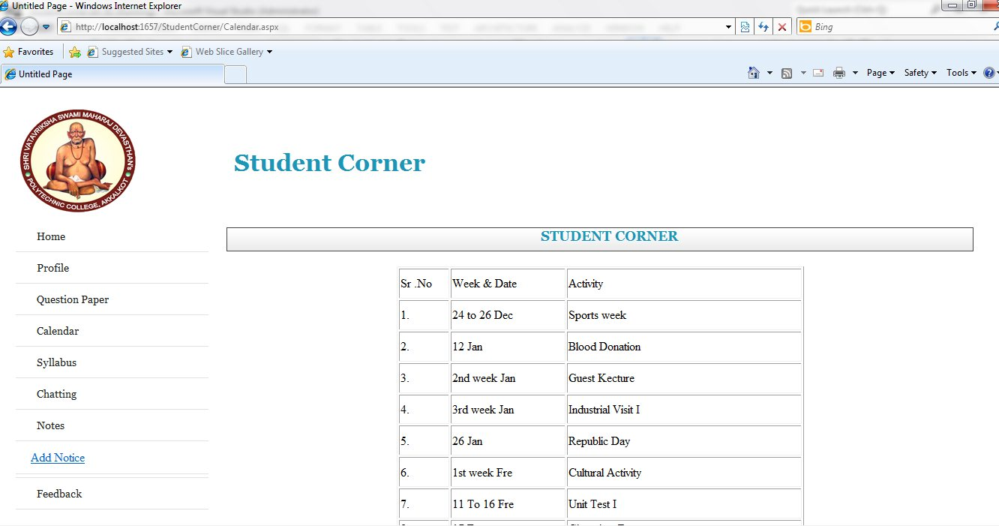 Untitled Page - Windows Internet Explorer
http://localhost:1657/StudentCorner/Calendar.aspx
Bing
Favorites
Suggested Sites
Web Slice Gallery
Untitled Page
Page
Safety
Tools
SHRI VATAVRIKSHA SWAMI MAHARAJ DEVASTHAN's
POLYTECHNIC COLLEGE, AKKALKOT
Student Corner
Home
Profile
Question Paper
Calendar
Syllabus
Chatting
Notes
Add Notice
Feedback
STUDENT CORNER
Sr .No Week & Date Activity
1. 24 to 26 Dec Sports week
2. 12 Jan Blood Donation
3. 2nd week Jan Guest Kecture
4. 3rd week Jan Industrial Visit I
5. 26 Jan Republic Day
6. 1st week Fre Cultural Activity
7. 11 To 16 Fre Unit Test I